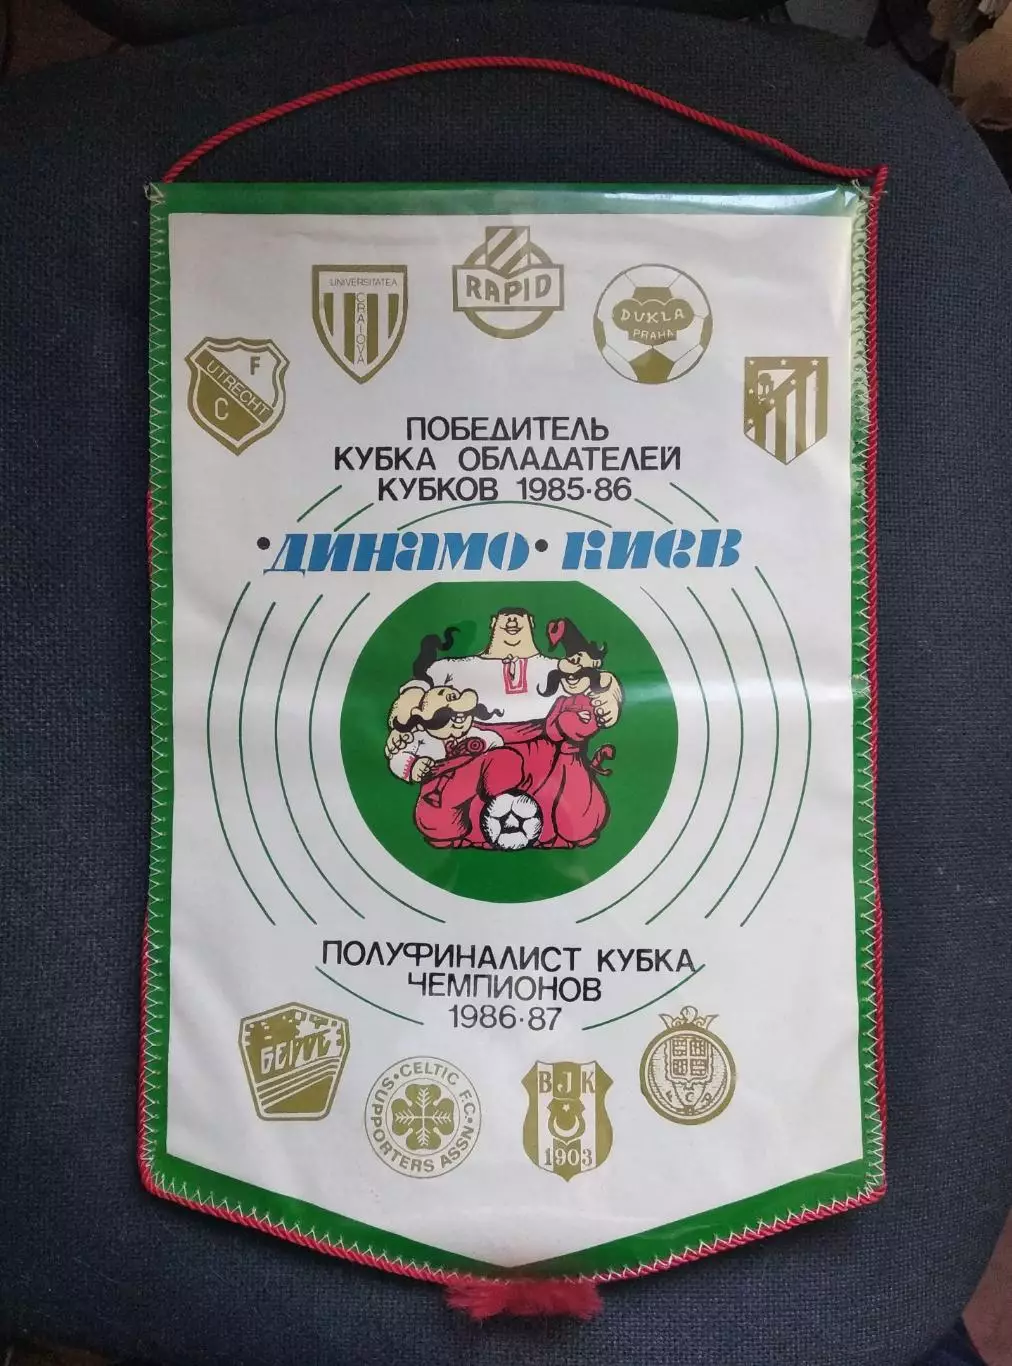 RAPID
UNIVERSITATEA
CRAIOVA
DUKLA
PRAHA
F
UTRECHT
C
ПОБЕДИТЕЛЬ
КУБКА ОБЛАДАТЕЛЕЙ
КУБКОВ 1985·86
•ДИНАМО•КИЕВ
ПОЛУФИНАЛИСТ КУБКА
ЧЕМПИОНОВ
1986·87
БЕРОЕ
CELTIC F.C.
SUPPORTERS ASSN.
BJK
1903
F C P